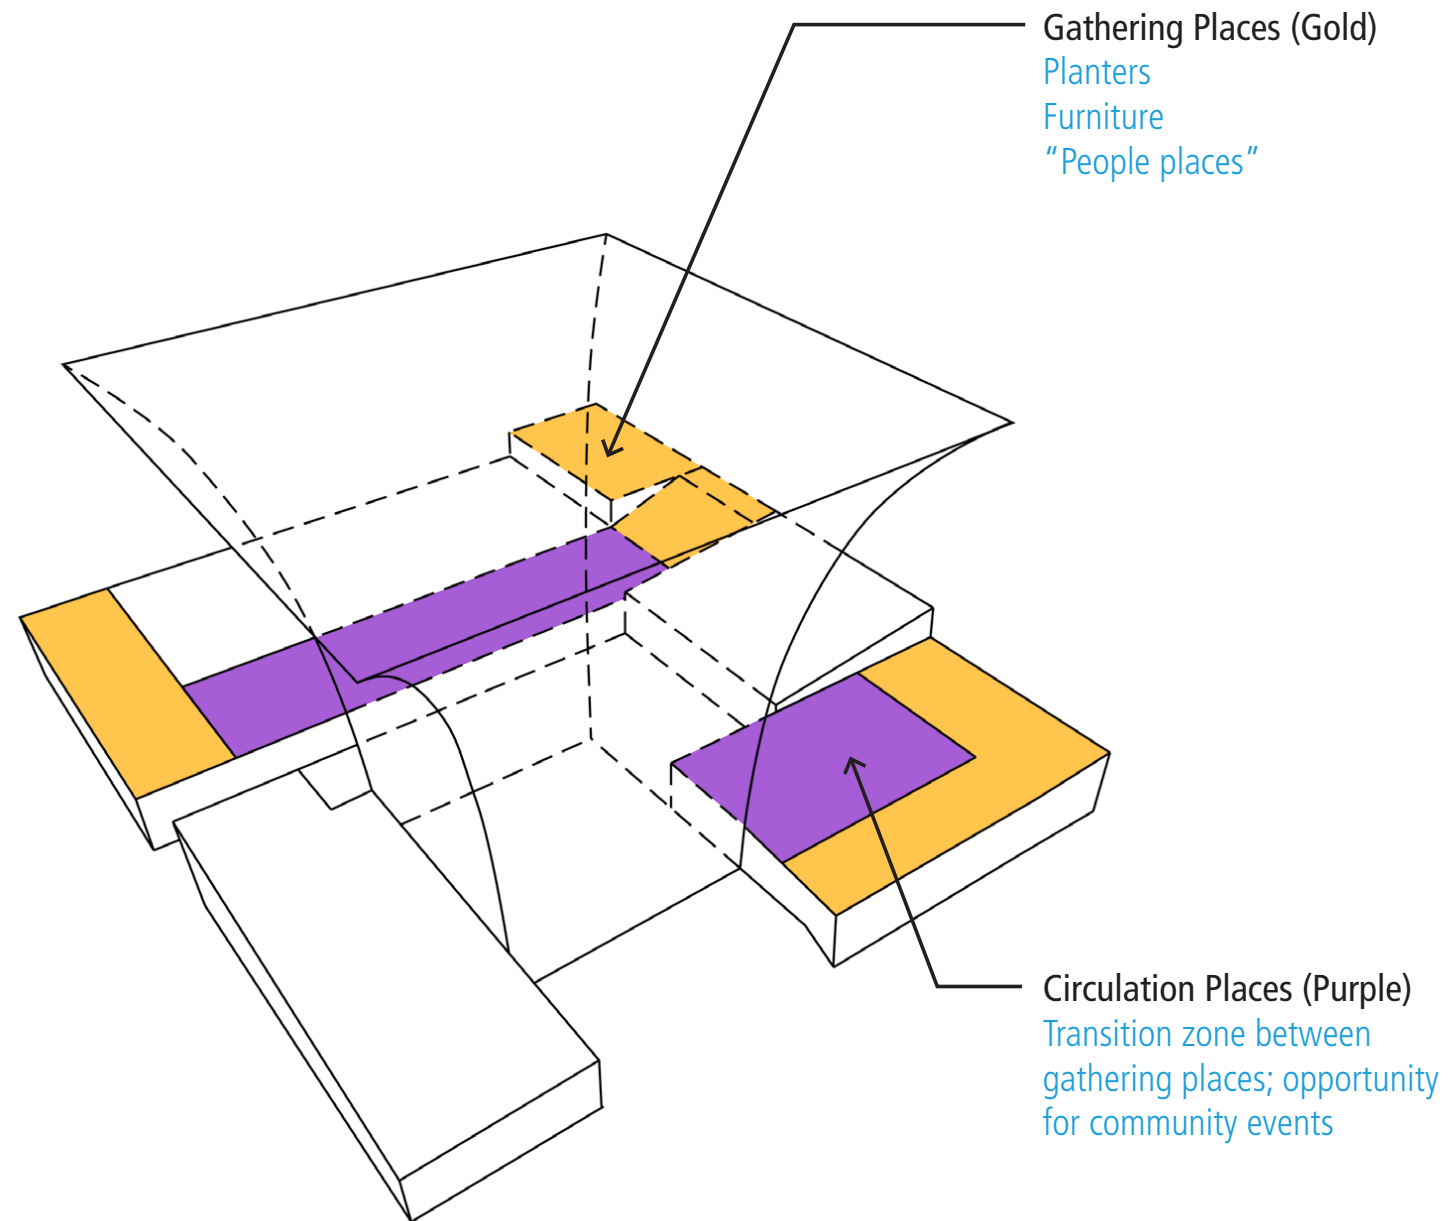 Gathering Places (Gold)
Planters
Furniture
“People places”
Circulation Places (Purple)
Transition zone between
gathering places; opportunity
for community events